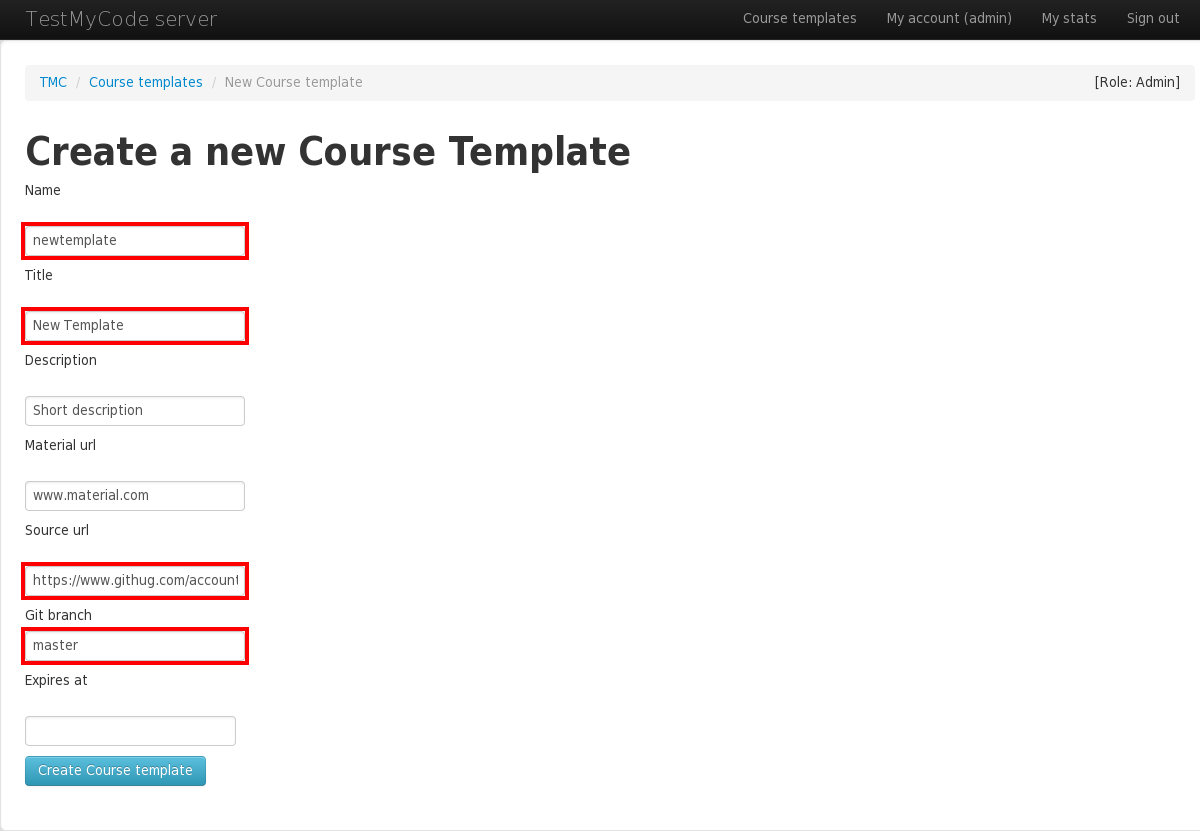 TestMyCode server Course templates My account (admin) My stats Sign out
TMC / Course templates / New Course template [Role: Admin]
Create a new Course Template
Name
newtemplate
Title
New Template
Description
Short description
Material url
www.material.com
Source url
https://www.githug.com/account
Git branch
master
Expires at
Create Course template